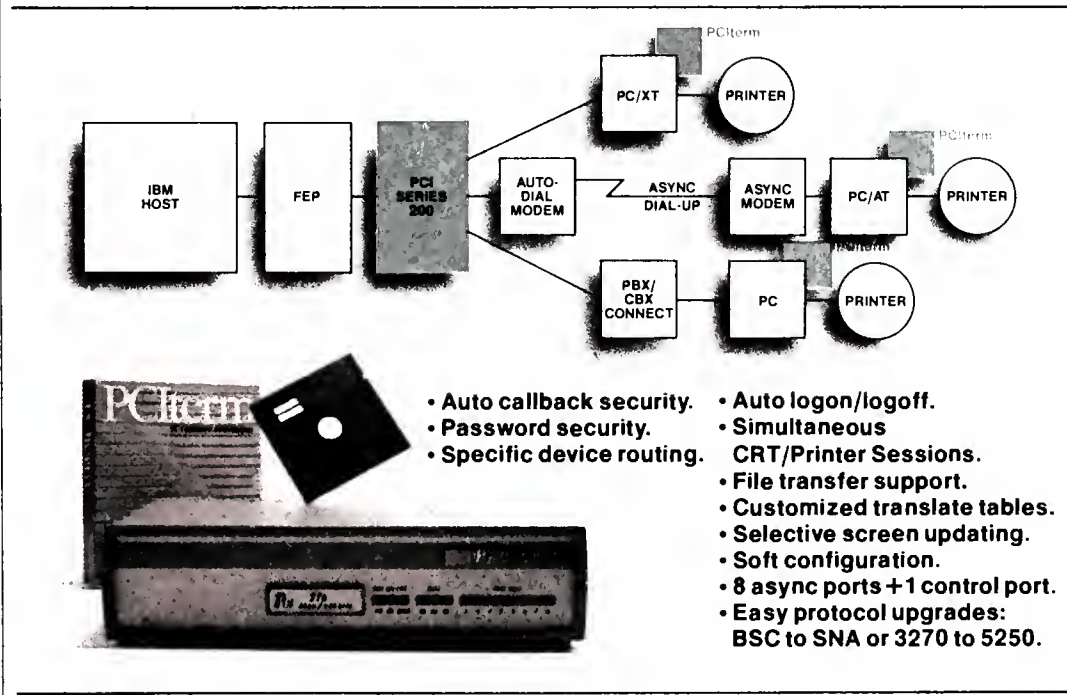 PCIterm
PC/XT
PRINTER
PCIterm
IBM
HOST
FEP
PCI
SERIES
200
AUTO-
DIAL
MODEM
ASYNC
DIAL-UP
ASYNC
MODEM
PC/AT
PRINTER
PCIterm
PBX/
CBX
CONNECT
PC
PRINTER
PCIterm
• Auto callback security.
• Password security.
• Specific device routing.
• Auto logon/logoff.
• Simultaneous
CRT/Printer Sessions.
• File transfer support.
• Customized translate tables.
• Selective screen updating.
• Soft configuration.
• 8 async ports + 1 control port.
• Easy protocol upgrades:
BSC to SNA or 3270 to 5250.